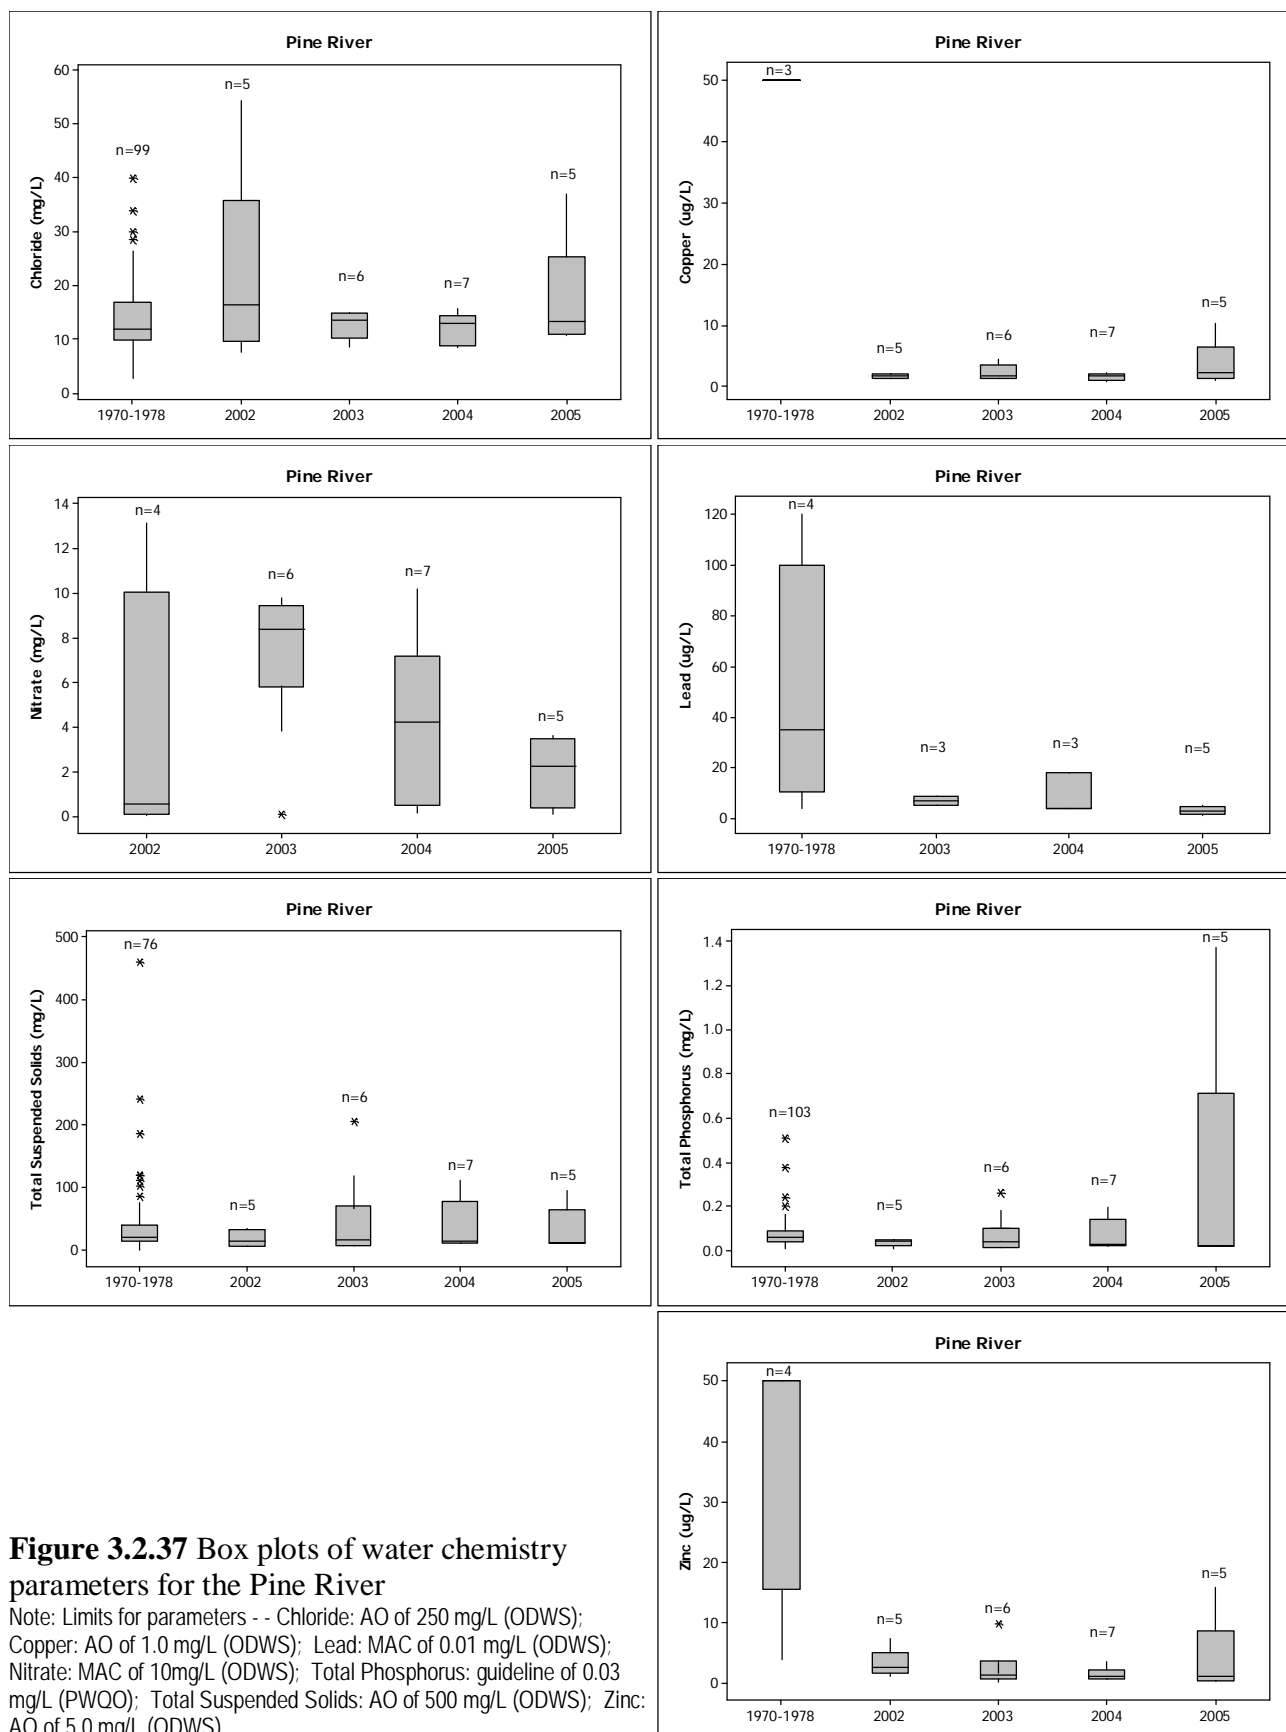 Pine River
Chloride (mg/L)
60
50
40
30
20
10
0
n=99
n=5
n=6
n=7
n=5
1970-1978 2002 2003 2004 2005
Pine River
Copper (ug/L)
50
40
30
20
10
0
n=3
n=5
n=6
n=7
n=5
1970-1978 2002 2003 2004 2005
Pine River
Nitrate (mg/L)
14
12
10
8
6
4
2
0
n=4
n=6
n=7
n=5
2002 2003 2004 2005
Pine River
Lead (ug/L)
120
100
80
60
40
20
0
n=4
n=3
n=3
n=5
1970-1978 2003 2004 2005
Pine River
Total Suspended Solids (mg/L)
500
400
300
200
100
0
n=76
n=5
n=6
n=7
n=5
1970-1978 2002 2003 2004 2005
Pine River
Total Phosphorus (mg/L)
1.4
1.2
1.0
0.8
0.6
0.4
0.2
0.0
n=103
n=5
n=6
n=7
n=5
1970-1978 2002 2003 2004 2005
Pine River
Zinc (ug/L)
50
40
30
20
10
0
n=4
n=5
n=6
n=7
n=5
1970-1978 2002 2003 2004 2005
Figure 3.2.37 Box plots of water chemistry
parameters for the Pine River
Note: Limits for parameters - - Chloride: AO of 250 mg/L (ODWS);
Copper: AO of 1.0 mg/L (ODWS); Lead: MAC of 0.01 mg/L (ODWS);
Nitrate: MAC of 10mg/L (ODWS); Total Phosphorus: guideline of 0.03
mg/L (PWQO); Total Suspended Solids: AO of 500 mg/L (ODWS); Zinc:
AO of 5.0 mg/L (ODWS)